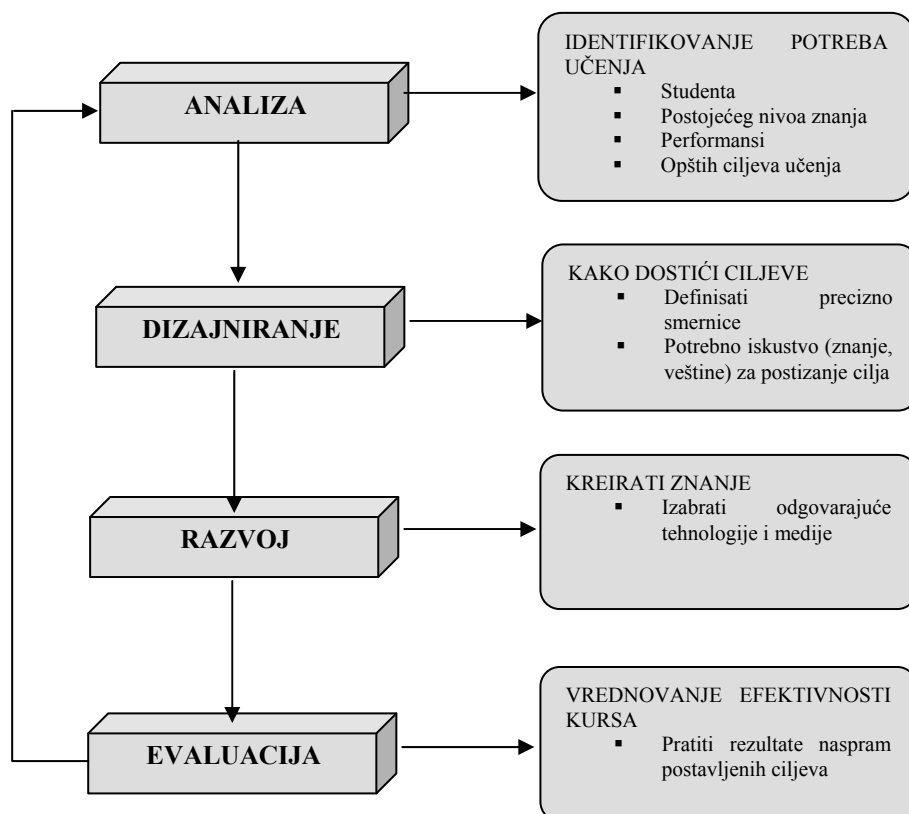 ANALIZA
IDENTIFIKOVANJE POTREBA
UČENJA
▪ Studenta
▪ Postojećeg nivoa znanja
▪ Performansi
▪ Opštih ciljeva učenja
DIZAJNIRANJE
KAKO DOSTIĆI CILJEVE
▪ Definisati precizno
smernice
▪ Potrebno iskustvo (znanje,
veštine) za postizanje cilja
RAZVOJ
KREIRATI ZNANJE
▪ Izabrati odgovarajuće
tehnologije i medije
EVALUACIJA
VREDNOVANJE EFEKTIVNOSTI
KURSA
▪ Pratiti rezultate naspram
postavljenih ciljeva